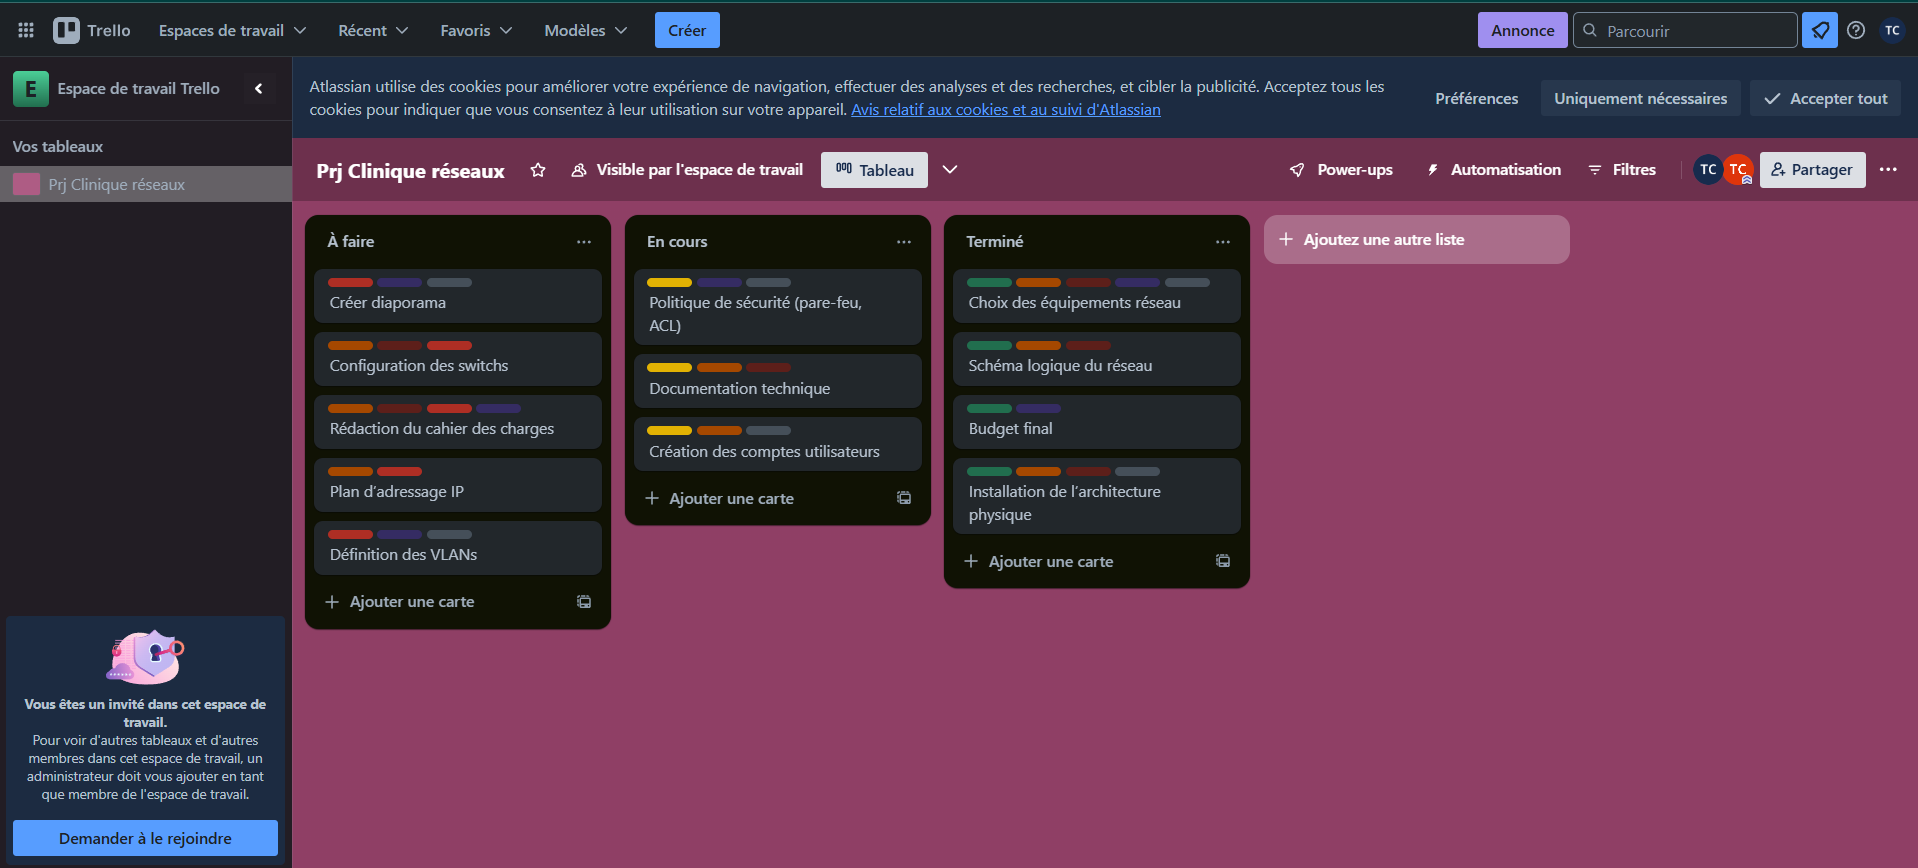 Trello
Espaces de travail
Récent
Favoris
Modèles
Créer
Annonce
Parcourir
TC
E
Espace de travail Trello
Atlassian utilise des cookies pour améliorer votre expérience de navigation, effectuer des analyses et des recherches, et cibler la publicité. Acceptez tous les
cookies pour indiquer que vous consentez à leur utilisation sur votre appareil. Avis relatif aux cookies et au suivi d'Atlassian
Préférences
Uniquement nécessaires
Accepter tout
Vos tableaux
Prj Clinique réseaux
Prj Clinique réseaux
Visible par l'espace de travail
Tableau
Power-ups
Automatisation
Filtres
TC
TC
Partager
À faire
Créer diaporama
Configuration des switchs
Rédaction du cahier des charges
Plan d’adressage IP
Définition des VLANs
Ajouter une carte
En cours
Politique de sécurité (pare-feu,
ACL)
Documentation technique
Création des comptes utilisateurs
Ajouter une carte
Terminé
Choix des équipements réseau
Schéma logique du réseau
Budget final
Installation de l’architecture
physique
Ajouter une carte
Ajoutez une autre liste
Vous êtes un invité dans cet espace de
travail.
Pour voir d'autres tableaux et d'autres
membres dans cet espace de travail, un
administrateur doit vous ajouter en tant
que membre de l'espace de travail.
Demander à le rejoindre